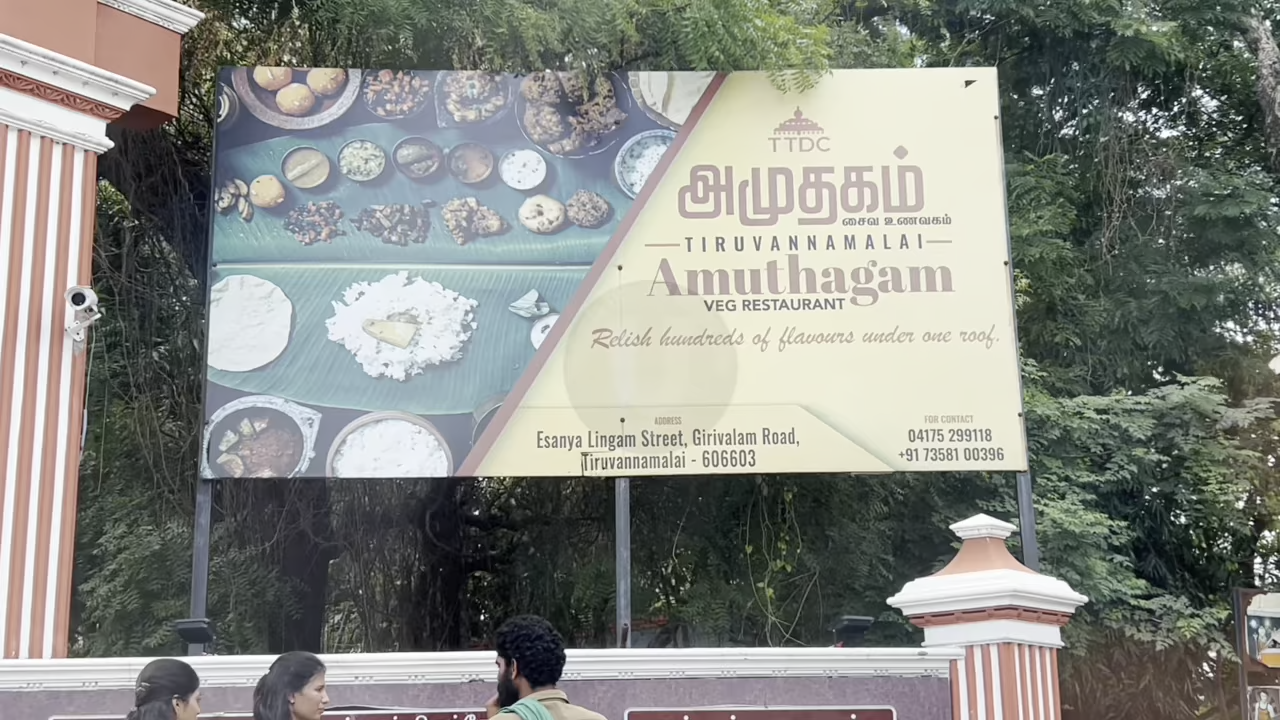 TTDC
அமுதகம்
சைவ உணவகம்
TIRUVANNAMALAI
Amuthagam
VEG RESTAURANT
Relish hundreds of flavours under one roof.
ADDRESS
Esanya Lingam Street, Girivalam Road,
Tiruvannamalai - 606603
FOR CONTACT
04175 299118
+91 73581 00396